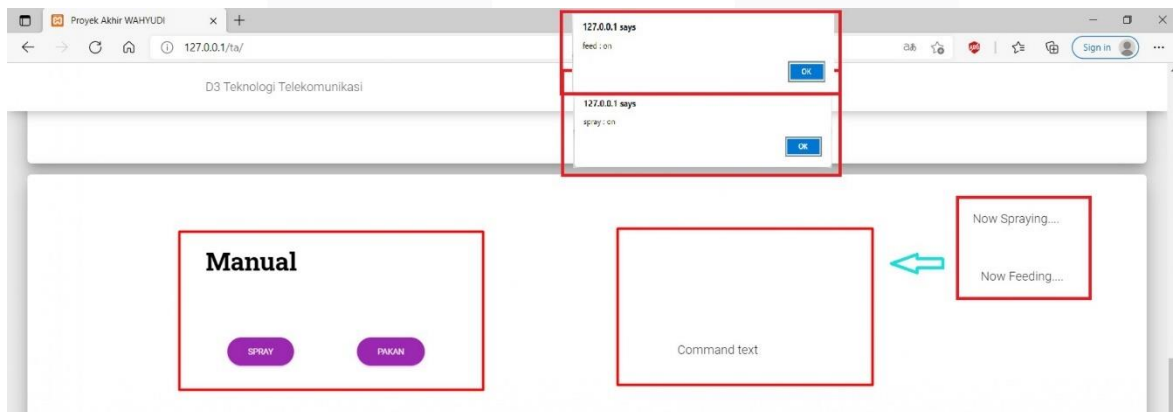 Proyek Akhir WAHYUDI
127.0.0.1/ta/
Sign in
127.0.0.1 says
feed : on
OK
127.0.0.1 says
spray : on
OK
D3 Teknologi Telekomunikasi
Manual
SPRAY
PAKAN
Command text
Now Spraying....
Now Feeding....